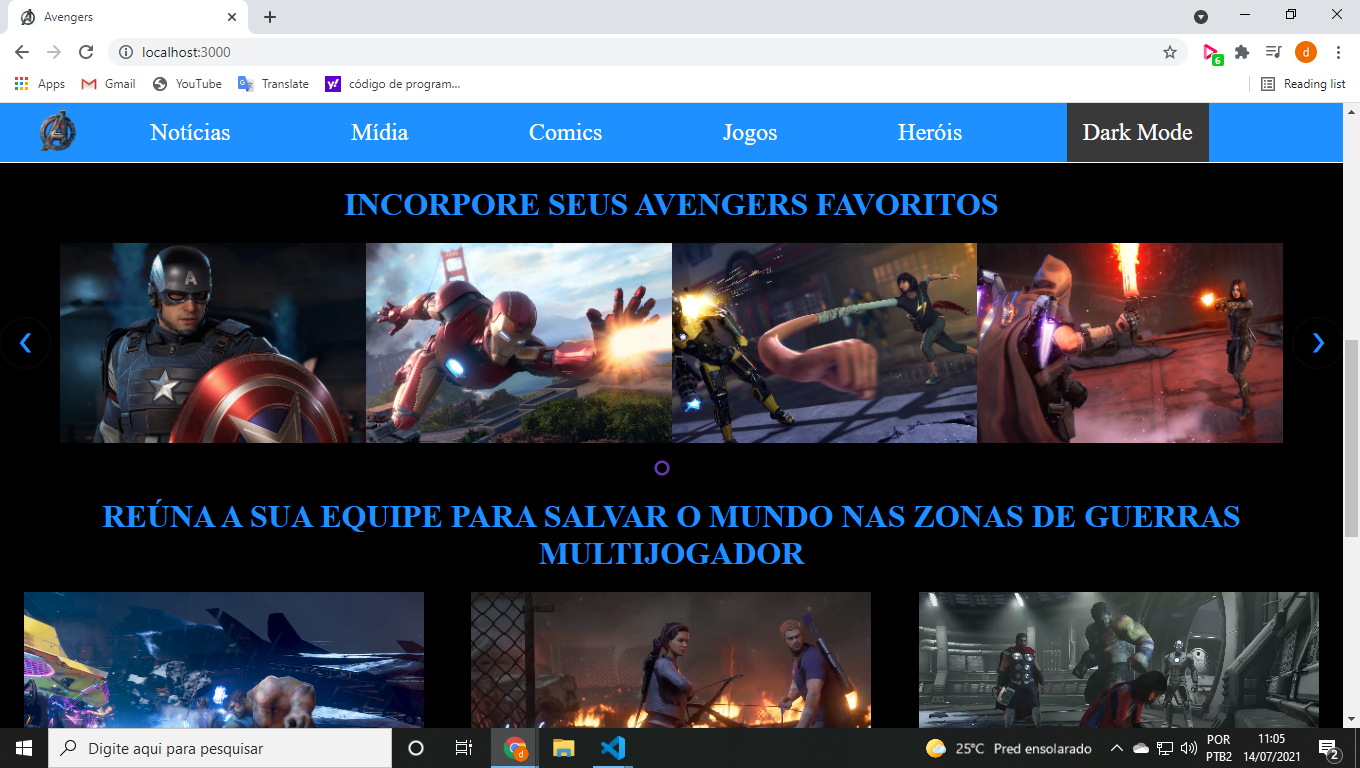 Avengers
localhost:3000
6
d
Apps
Gmail
YouTube
Translate
y!
código de program...
Reading list
Notícias
Mídia
Comics
Jogos
Heróis
Dark Mode
INCORPORE SEUS AVENGERS FAVORITOS
A
REÚNA A SUA EQUIPE PARA SALVAR O MUNDO NAS ZONAS DE GUERRAS
MULTIJOGADOR
Digite aqui para pesquisar
d
25°C Pred ensolarado
POR
PTB2
11:05
14/07/2021
2